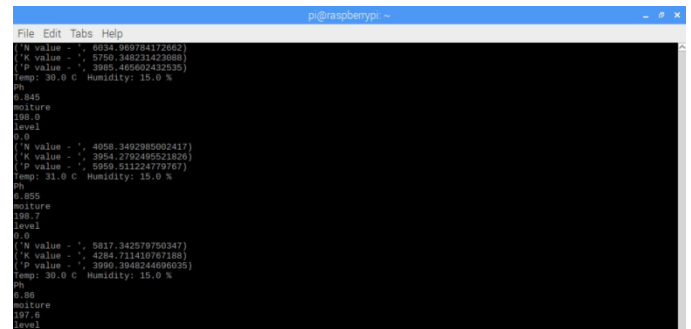 pi@raspberrypi: ~
File Edit Tabs Help
('N value - ', 6034.969784172662)
('K value - ', 5750.348231423088)
('P value - ', 3985.465602432535)
Temp: 30.0 C  Humidity: 15.0 %
Ph
6.845
moiture
198.0
level
0.0
('N value - ', 4058.3492985002417)
('K value - ', 3954.2792495521826)
('P value - ', 5959.511224779767)
Temp: 31.0 C  Humidity: 15.0 %
Ph
6.855
moiture
198.7
level
0.0
('N value - ', 5817.342579750347)
('K value - ', 4284.711410767188)
('P value - ', 3990.3948244696035)
Temp: 30.0 C  Humidity: 15.0 %
Ph
6.86
moiture
197.6
level